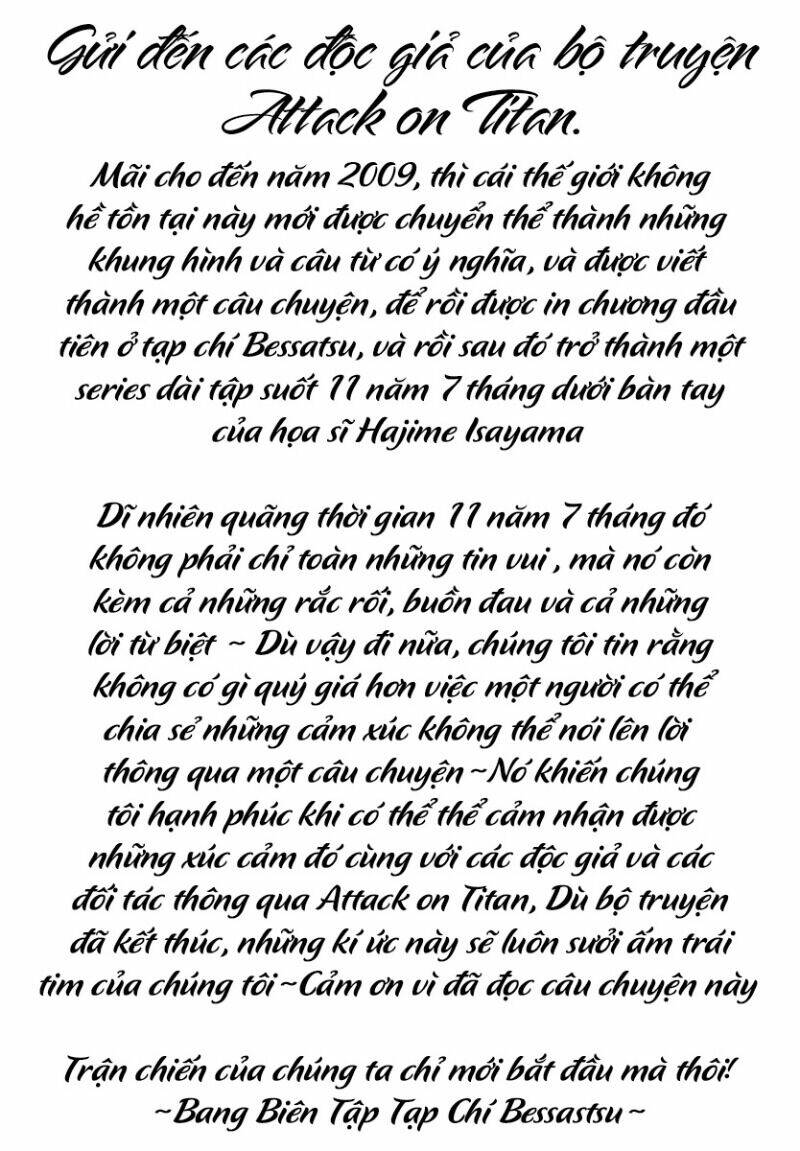 Gửi đến các độc giả của bộ truyện
Attack on Titan.
Mãi cho đến năm 2009, thì cái thế giới không
hề tồn tại này mới được chuyển thể thành những
khung hình và câu từ có ý nghĩa, và được viết
thành một câu chuyện, để rồi được in chương đầu
tiên ở tạp chí Bessatsu, và rồi sau đó trở thành một
series dài tập suốt 11 năm 7 tháng dưới bàn tay
của họa sĩ Hajime Isayama
Dĩ nhiên quãng thời gian 11 năm 7 tháng đó
không phải chỉ toàn những tin vui , mà nó còn
kèm cả những rắc rối, buồn đau và cả những
lời từ biệt ~ Dù vậy đi nữa, chúng tôi tin rằng
không có gì quý giá hơn việc một người có thể
chia sẻ những cảm xúc không thể nói lên lời
thông qua một câu chuyện ~Nó khiến chúng
tôi hạnh phúc khi có thể thể cảm nhận được
những xúc cảm đó cùng với các độc giả và các
đối tác thông qua Attack on Titan, Dù bộ truyện
đã kết thúc, những kí ức này sẽ luôn sưởi ấm trái
tim của chúng tôi ~Cảm ơn vì đã đọc câu chuyện này
Trận chiến của chúng ta chỉ mới bắt đầu mà thôi!
~Bang Biên Tập Tạp Chí Bessastsu~